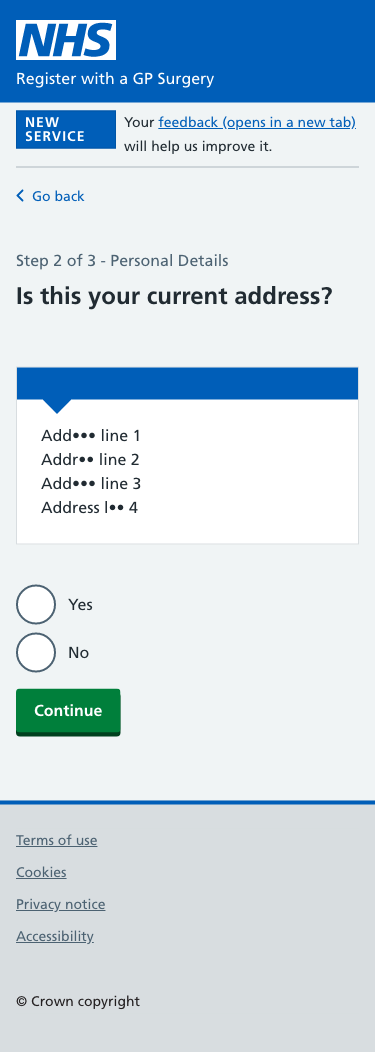 NHS
Register with a GP Surgery
NEW
SERVICE
Your feedback (opens in a new tab)
will help us improve it.
Go back
Step 2 of 3 - Personal Details
Is this your current address?
Add••• line 1
Addr•• line 2
Add••• line 3
Address l•• 4
Yes
No
Continue
Terms of use
Cookies
Privacy notice
Accessibility
© Crown copyright